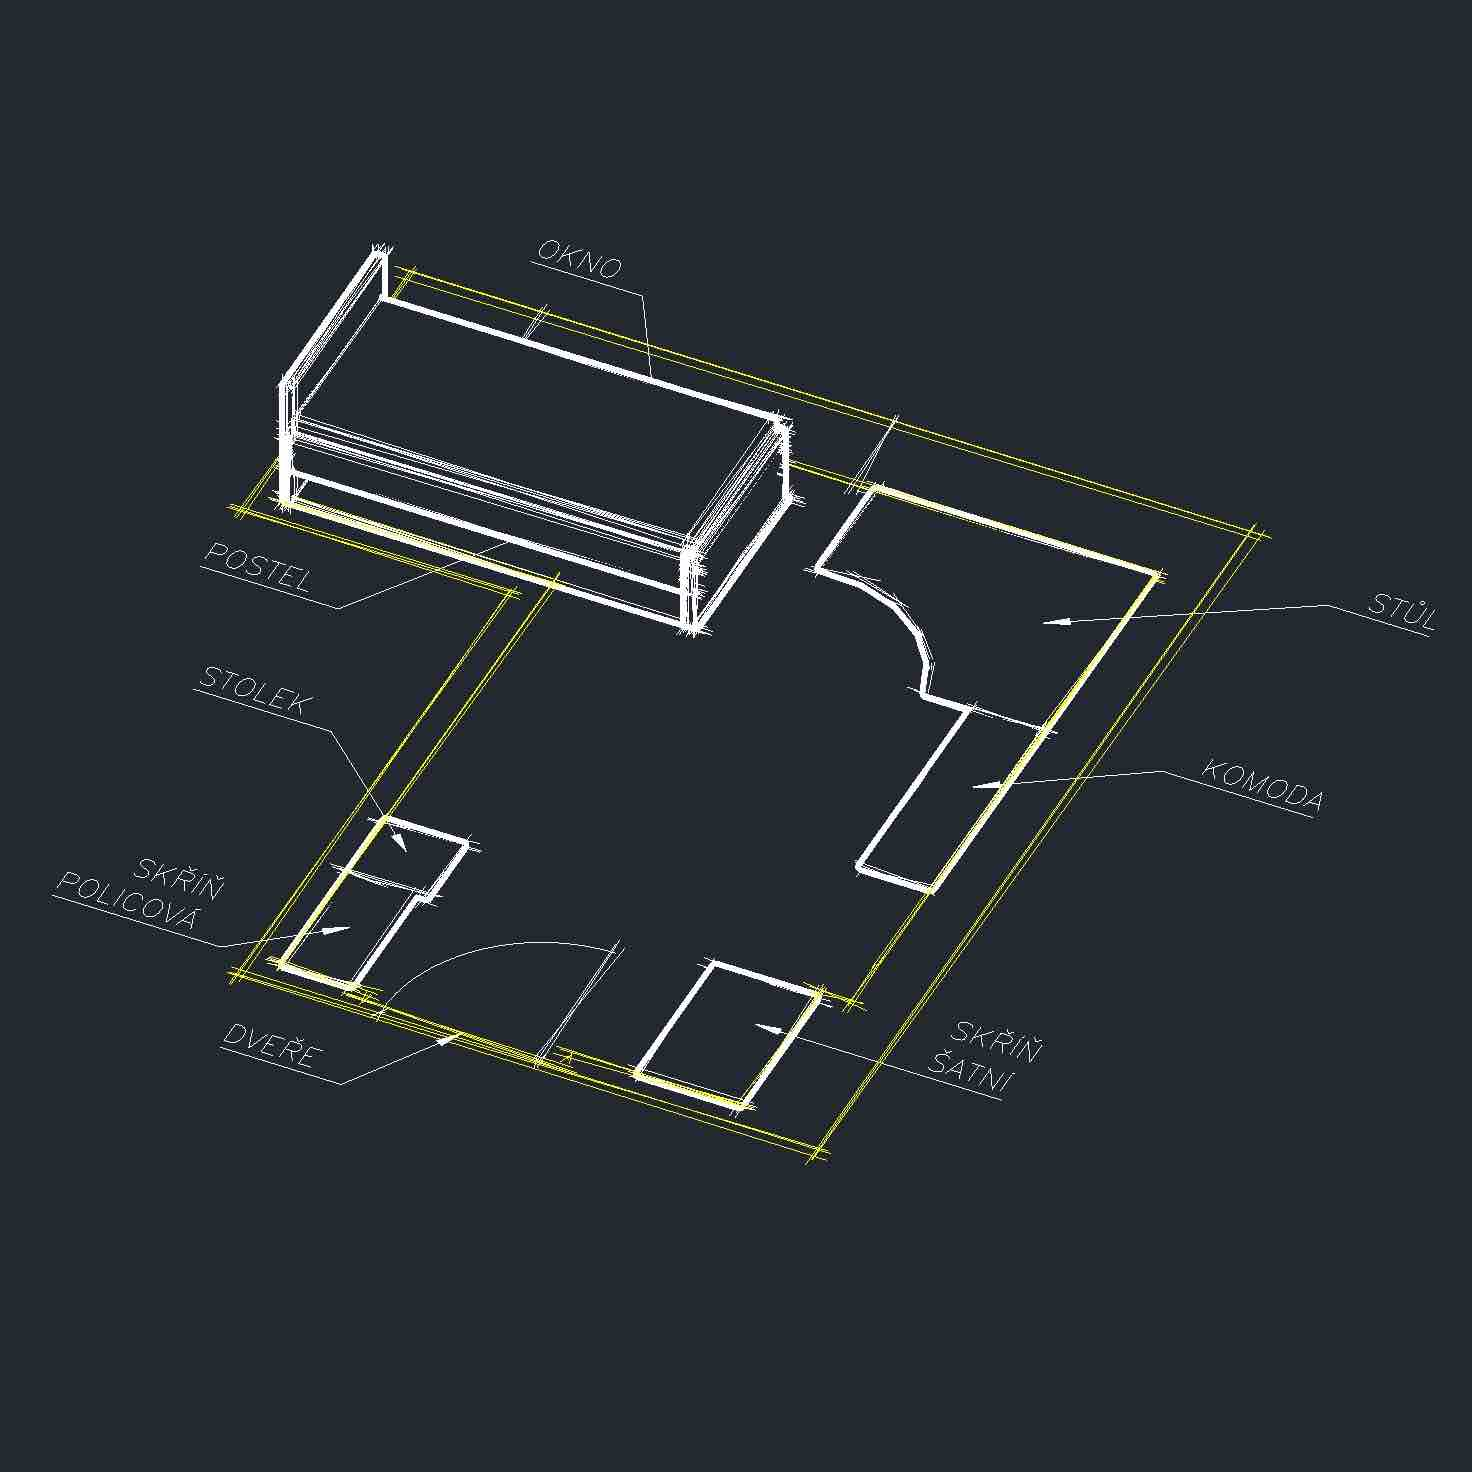 OKNO
POSTEL
STŮL
STOLEK
KOMODA
SKŘÍŇ
POLICOVÁ
DVEŘE
SKŘÍŇ
ŠATNÍ